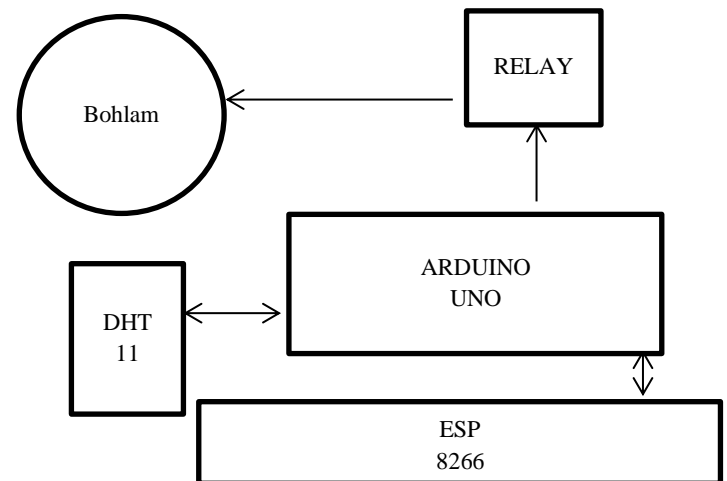 RELAY
Bohlam
ARDUINO
UNO
DHT
11
ESP
8266